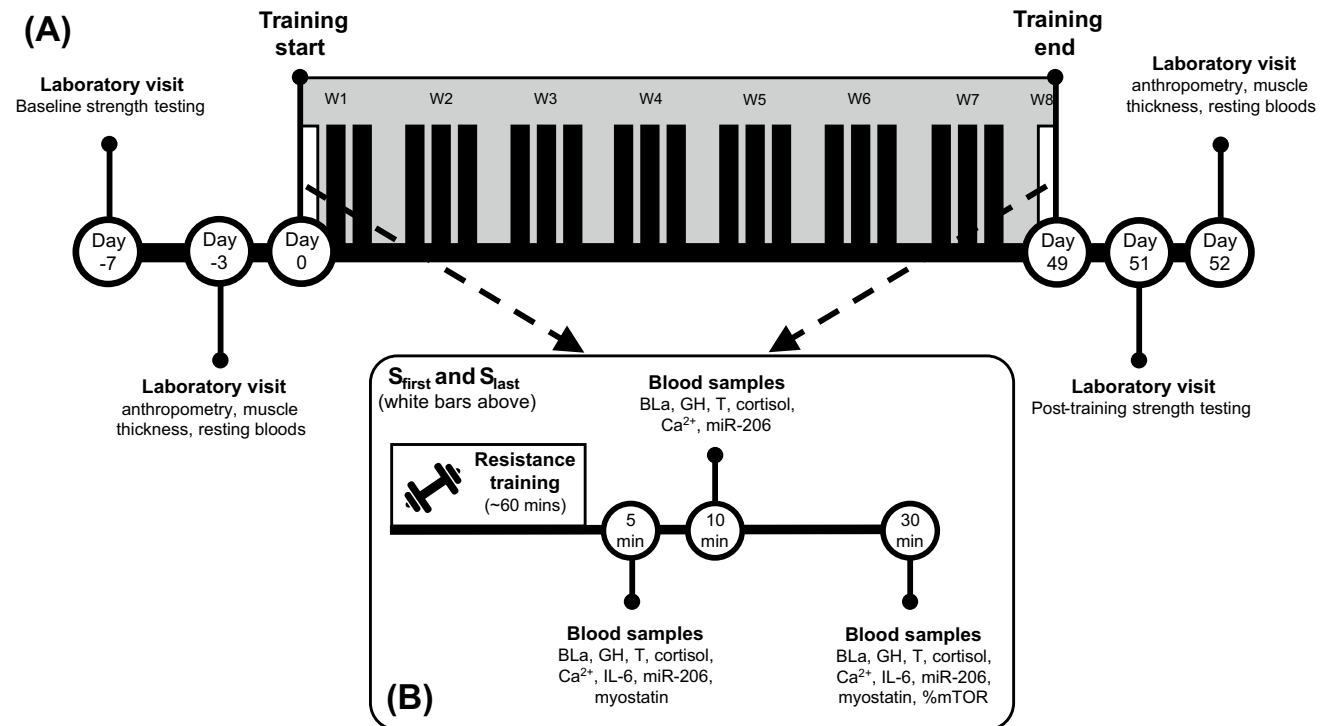 (A)
Training
start
Training
end
Laboratory visit
Baseline strength testing
Laboratory visit
anthropometry, muscle
thickness, resting bloods
W1 W2 W3 W4 W5 W6 W7 W8
Day
-7
Day
-3
Day
0
Day
49
Day
51
Day
52
Laboratory visit
anthropometry, muscle
thickness, resting bloods
Laboratory visit
Post-training strength testing
S_first and S_last
(white bars above)
Blood samples
BLa, GH, T, cortisol,
Ca²⁺, miR-206
Resistance
training
(~60 mins)
5
min
10
min
30
min
Blood samples
BLa, GH, T, cortisol,
Ca²⁺, IL-6, miR-206,
myostatin
Blood samples
BLa, GH, T, cortisol,
Ca²⁺, IL-6, miR-206,
myostatin, %mTOR
(B)